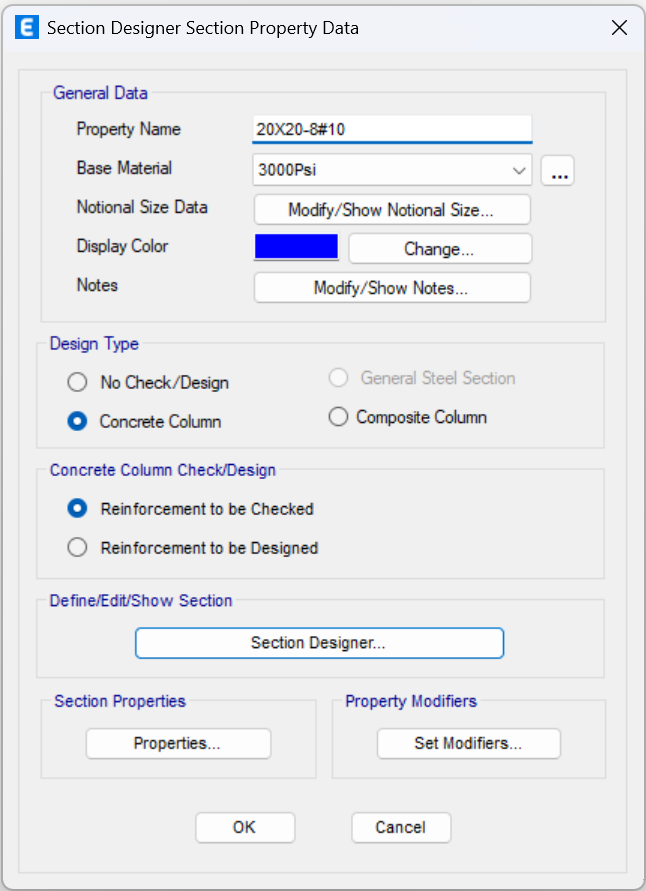 E Section Designer Section Property Data
General Data
Property Name 20X20-8#10
Base Material 3000Psi ...
Notional Size Data Modify/Show Notional Size...
Display Color Change...
Notes Modify/Show Notes...
Design Type
No Check/Design General Steel Section
Concrete Column Composite Column
Concrete Column Check/Design
Reinforcement to be Checked
Reinforcement to be Designed
Define/Edit/Show Section
Section Designer...
Section Properties Property Modifiers
Properties... Set Modifiers...
OK Cancel